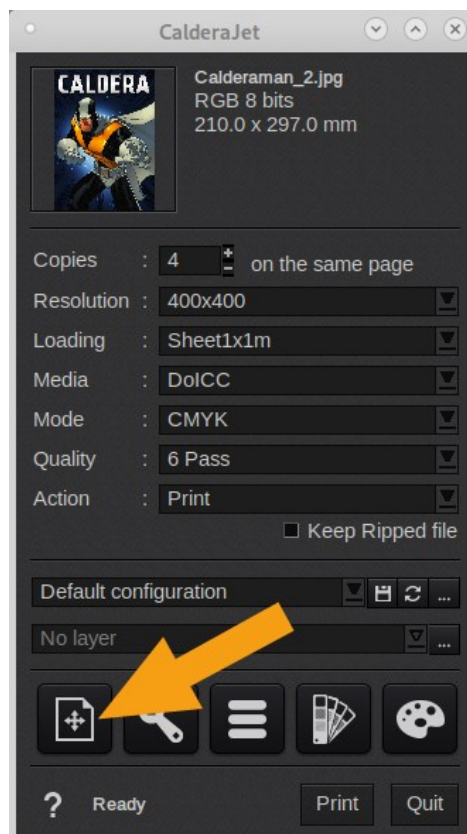 CalderaJet
CALDERA
Calderaman_2.jpg
RGB 8 bits
210.0 x 297.0 mm
Copies : 4 + - on the same page
Resolution : 400x400
Loading : Sheet1x1m
Media : DoICC
Mode : CMYK
Quality : 6 Pass
Action : Print
Keep Ripped file
Default configuration ...
No layer ...
? Ready Print Quit